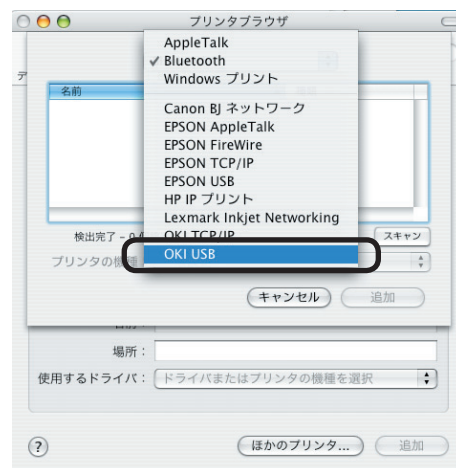 プリンタブラウザ
AppleTalk
✓ Bluetooth
Windows プリント
デ
名前
Canon BJ ネットワーク
EPSON AppleTalk
EPSON FireWire
EPSON TCP/IP
EPSON USB
HP IP プリント
Lexmark Inkjet Networking
検出完了 – 0
OKI TCP/IP
スキャン
プリンタの機種
OKI USB
キャンセル
追加
名前：
場所：
使用するドライバ：
ドライバまたはプリンタの機種を選択
?
ほかのプリンタ...
追加